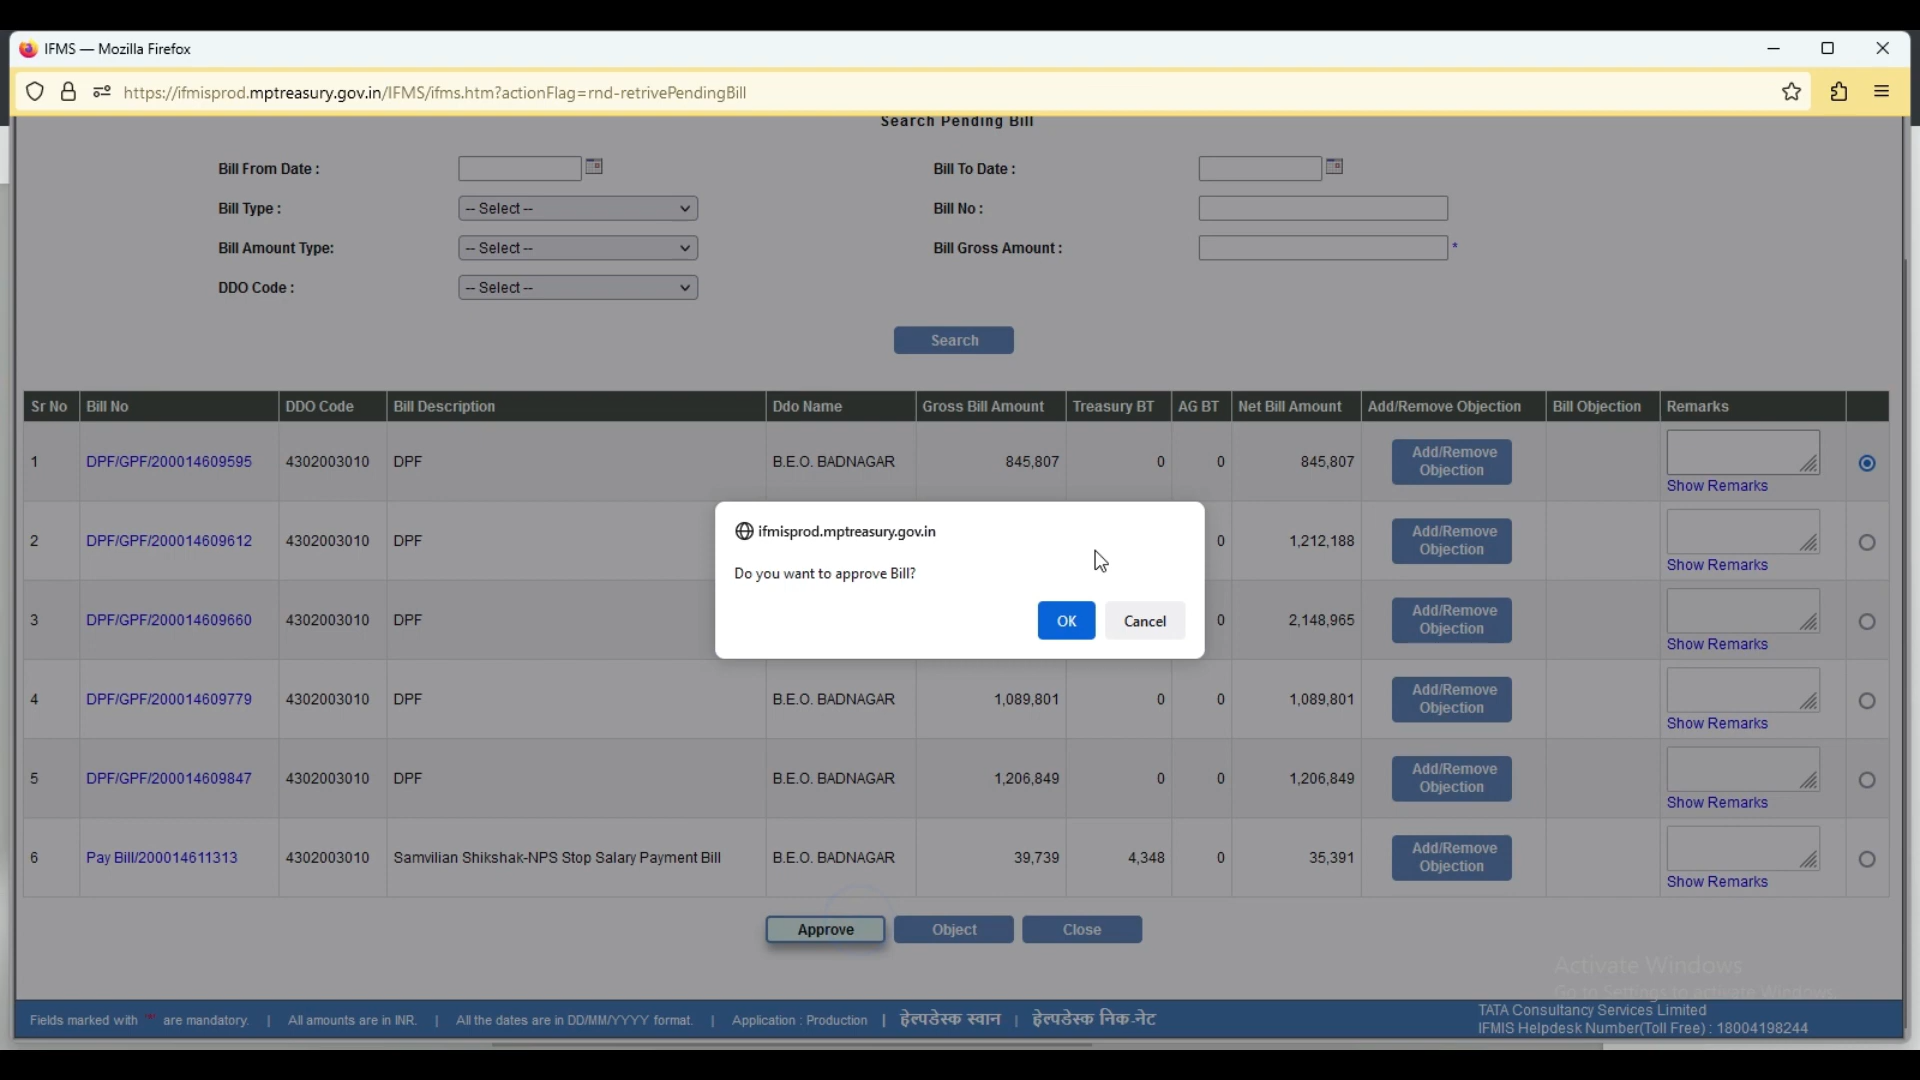 IFMS — Mozilla Firefox
https://ifmisprod.mptreasury.gov.in/IFMS/ifms.htm?actionFlag=rnd-retrivePendingBill
Search Pending Bill
Bill From Date :
Bill To Date :
Bill Type :
-- Select --
Bill No :
Bill Amount Type:
-- Select --
Bill Gross Amount :
*
DDO Code :
-- Select --
Search
Sr No Bill No DDO Code Bill Description Ddo Name Gross Bill Amount Treasury BT AG BT Net Bill Amount Add/Remove Objection Bill Objection Remarks
1 DPF/GPF/200014609595 4302003010 DPF B.E.O. BADNAGAR 845,807 0 0 845,807 Add/Remove
Objection
Show Remarks
2 DPF/GPF/200014609612 4302003010 DPF 0 1,212,188 Add/Remove
Objection
Show Remarks
3 DPF/GPF/200014609660 4302003010 DPF 0 2,148,965 Add/Remove
Objection
Show Remarks
ifmisprod.mptreasury.gov.in
Do you want to approve Bill?
OK
Cancel
4 DPF/GPF/200014609779 4302003010 DPF B.E.O. BADNAGAR 1,089,801 0 0 1,089,801 Add/Remove
Objection
Show Remarks
5 DPF/GPF/200014609847 4302003010 DPF B.E.O. BADNAGAR 1,206,849 0 0 1,206,849 Add/Remove
Objection
Show Remarks
6 Pay Bill/200014611313 4302003010 Samvilian Shikshak-NPS Stop Salary Payment Bill B.E.O. BADNAGAR 39,739 4,348 0 35,391 Add/Remove
Objection
Show Remarks
Approve
Object
Close
Activate Windows
Go to Settings to activate Windows.
Fields marked with "*" are mandatory. | All amounts are in INR. | All the dates are in DD/MM/YYYY format. | Application : Production | हेल्पडेस्क स्वान | हेल्पडेस्क निक-नेट
TATA Consultancy Services Limited
IFMIS Helpdesk Number(Toll Free) : 18004198244